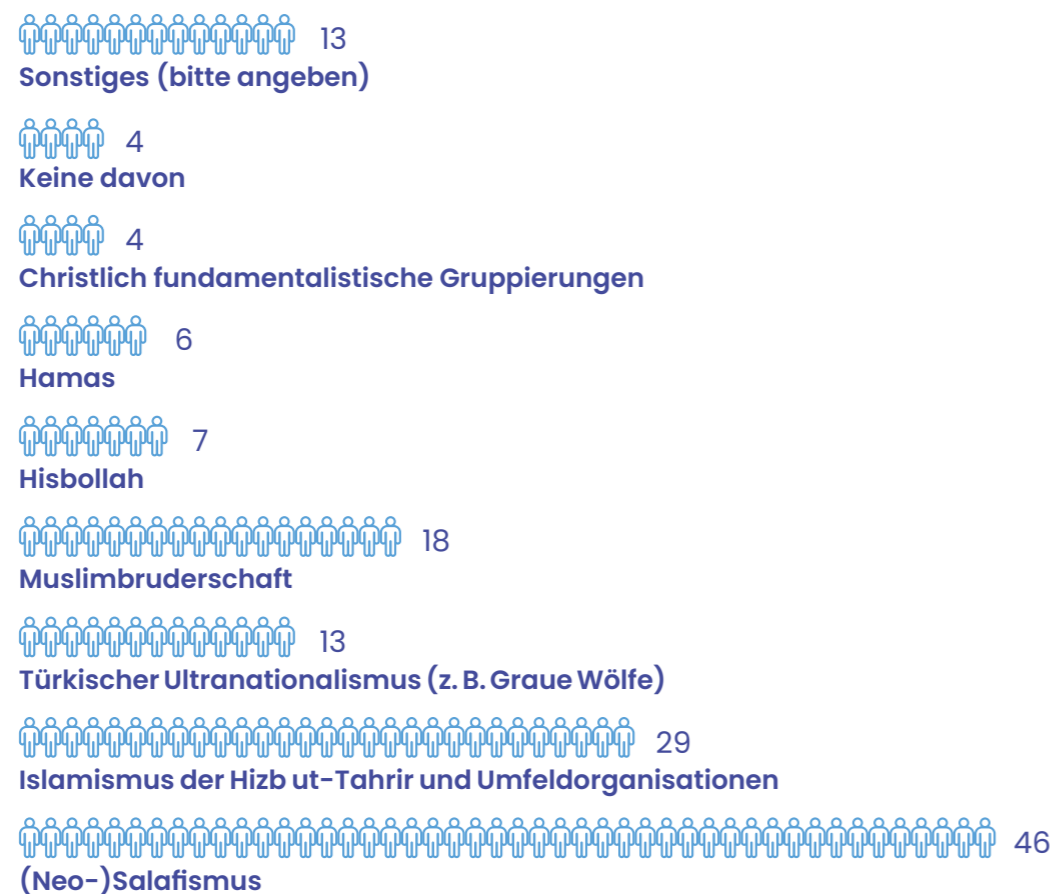 13
Sonstiges (bitte angeben)
4
Keine davon
4
Christlich fundamentalistische Gruppierungen
6
Hamas
7
Hisbollah
18
Muslimbruderschaft
13
Türkischer Ultranationalismus (z. B. Graue Wölfe)
29
Islamismus der Hizb ut-Tahrir und Umfeldorganisationen
46
(Neo-)Salafismus